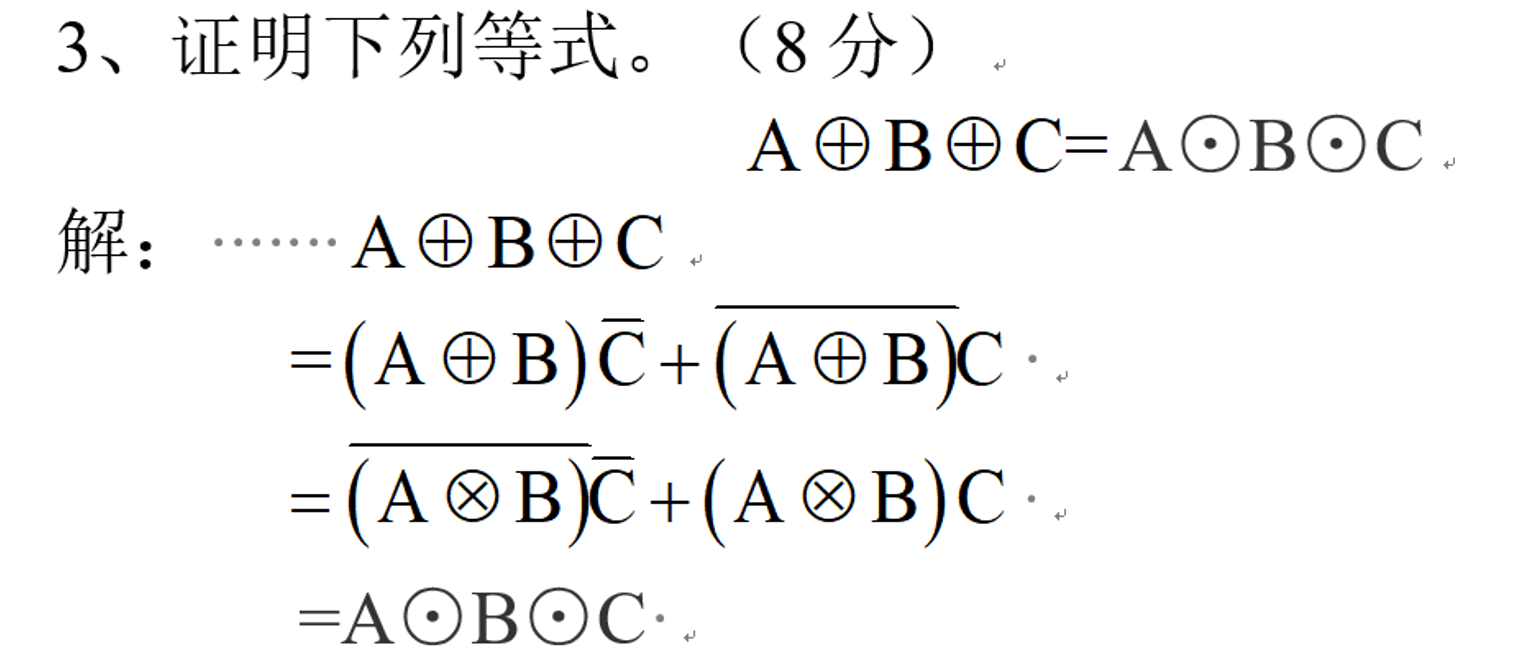 3、证明下列等式。（8 分）
A⊕B⊕C=A⊙B⊙C
解：·······A⊕B⊕C
=(A⊕B)C̅+(A̅⊕̅B̅)̅C
=(A̅⊗̅B̅)̅C̅+(A⊗B)C
=A⊙B⊙C